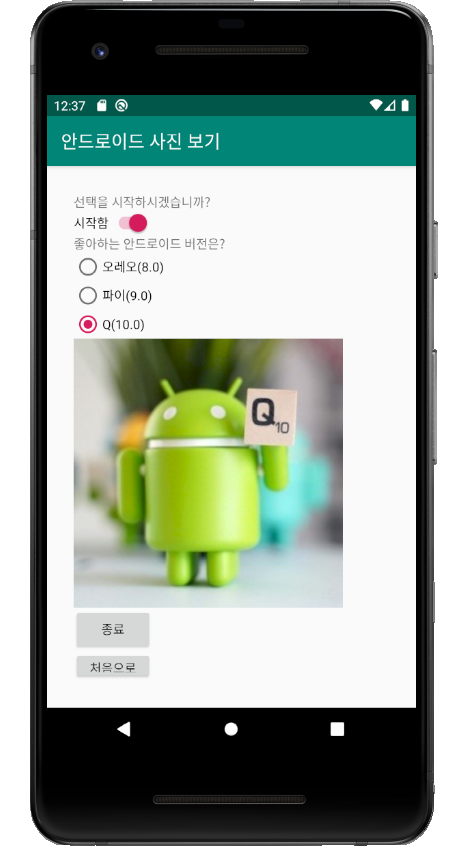 12:37
안드로이드 사진 보기
선택을 시작하시겠습니까?
시작함
좋아하는 안드로이드 버전은?
오레오(8.0)
파이(9.0)
Q(10.0)
Q10
종료
처음으로